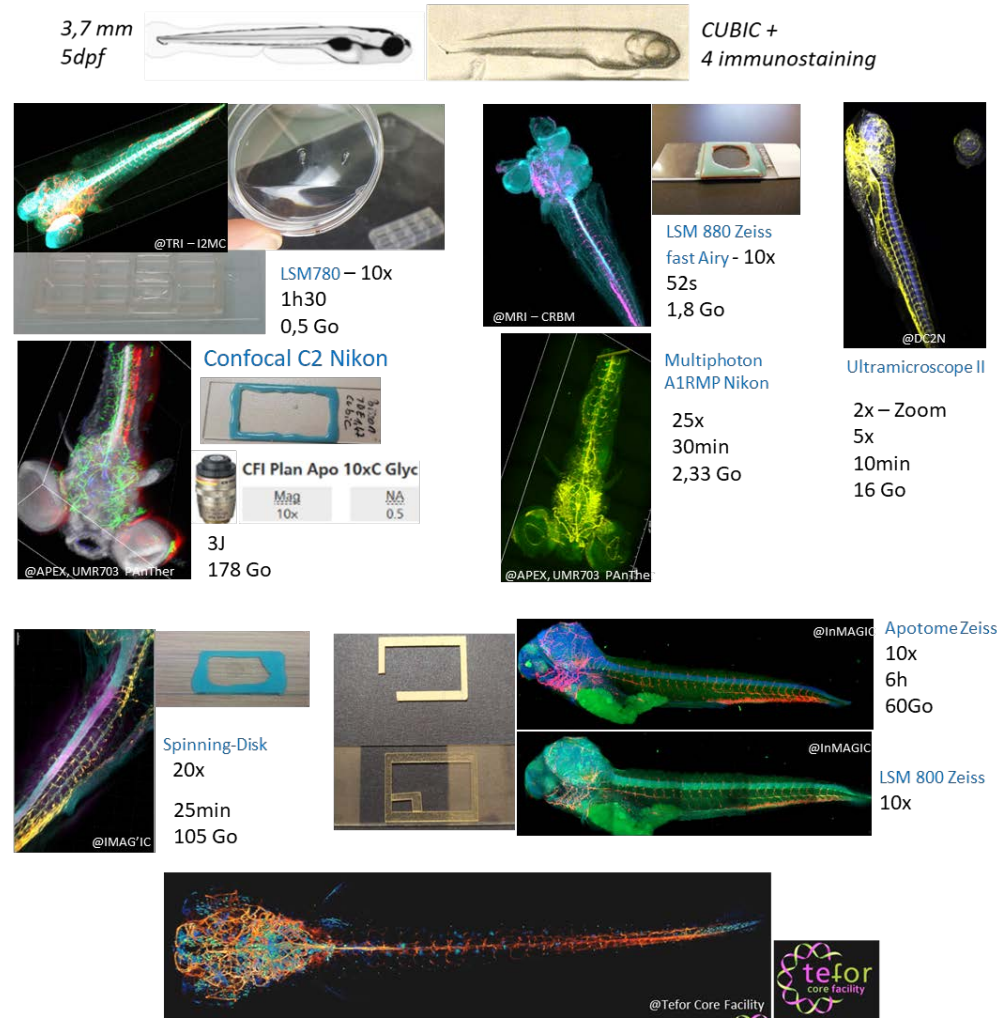 3,7 mm
5dpf
CUBIC +
4 immunostaining
@TRI – I2MC
LSM780 – 10x
1h30
0,5 Go
@MRI – CRBM
LSM 880 Zeiss
fast Airy - 10x
52s
1,8 Go
@DC2N
Ultramicroscope II
2x – Zoom
5x
10min
16 Go
Confocal C2 Nikon
CFI Plan Apo 10xC Glyc
Mag
NA
10x
0.5
3J
178 Go
@APEX, UMR703 PAnTher
Multiphoton
A1RMP Nikon
25x
30min
2,33 Go
@APEX, UMR703 PAnTher
@IMAG'IC
Spinning-Disk
20x
25min
105 Go
@InMAGIC
Apotome Zeiss
10x
6h
60Go
@InMAGIC
LSM 800 Zeiss
10x
@Tefor Core Facility
tefor
core facility